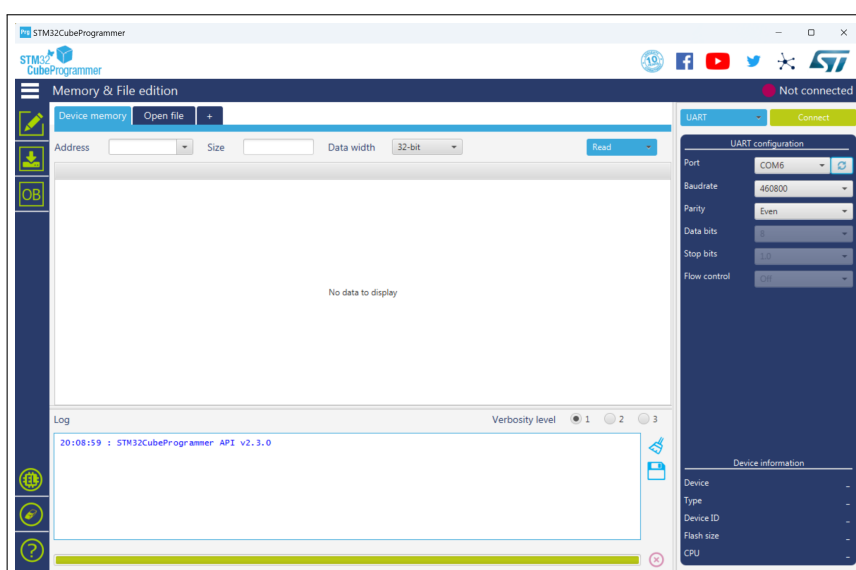 Prg STM32CubeProgrammer
STM32
CubeProgrammer
10
Memory & File edition
Not connected
Device memory Open file +
UART Connect
Address Size Data width 32-bit Read
UART configuration
Port COM6
Baudrate 460800
Parity Even
Data bits 8
Stop bits 1.0
Flow control Off
OB
No data to display
Log Verbosity level 1 2 3
20:08:59 : STM32CubeProgrammer API v2.3.0
Device information
Device -
Type -
Device ID -
Flash size -
CPU -
EL
?